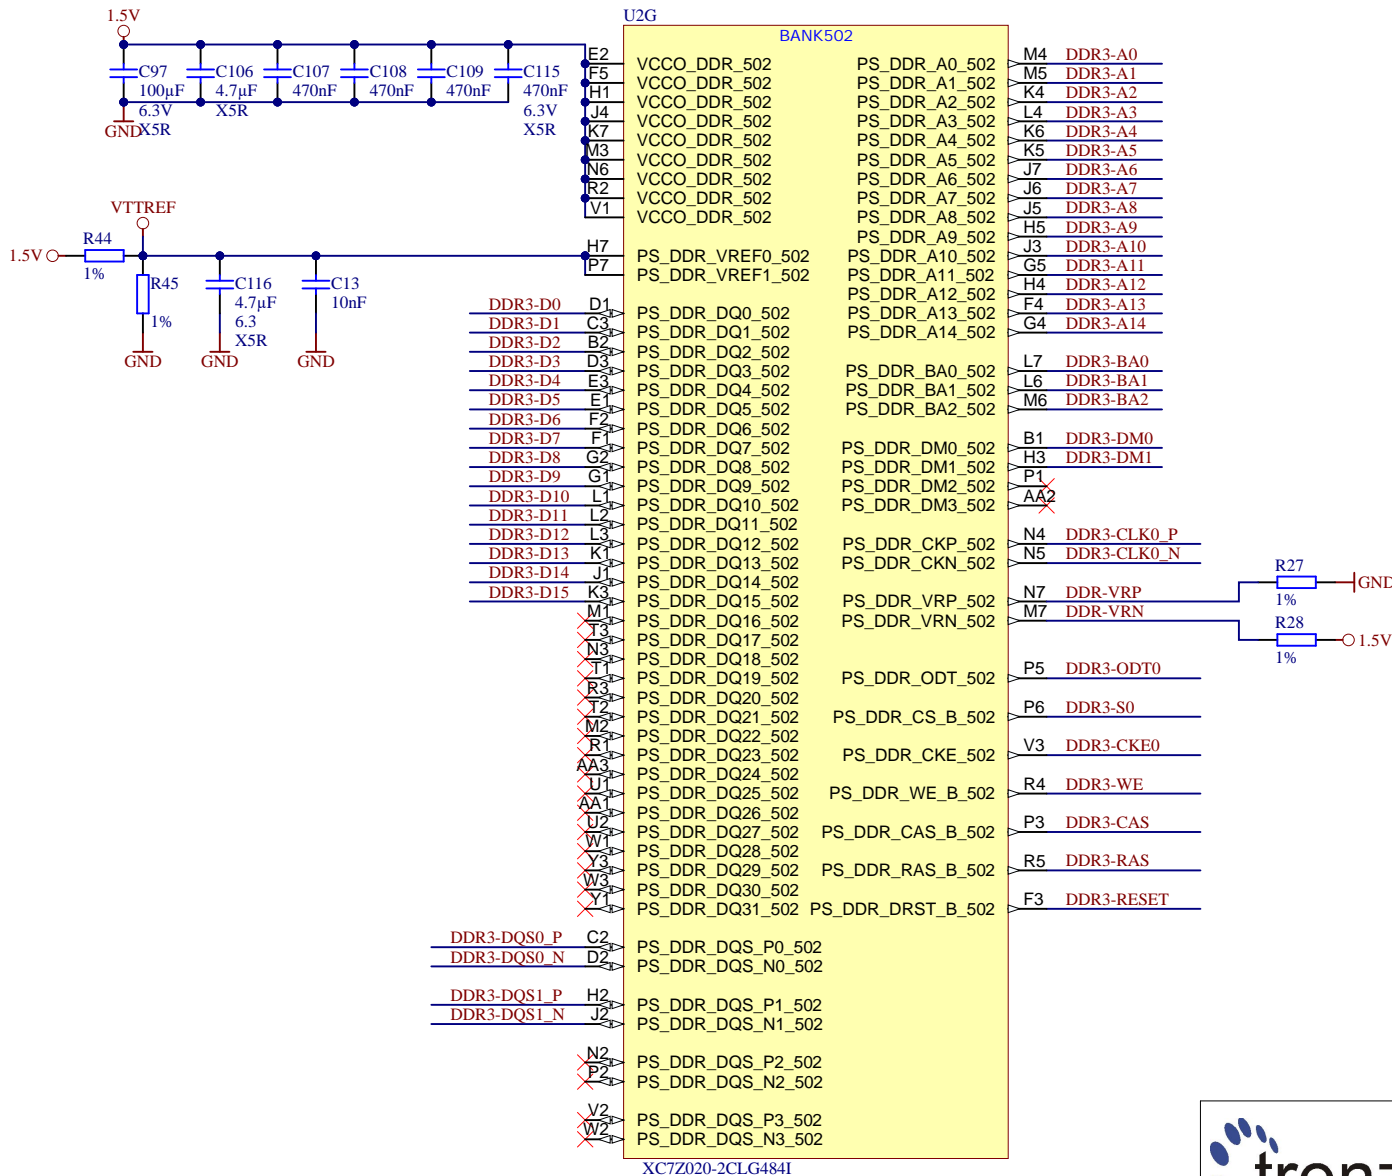 1.5V
U2G
BANK502
C97
100µF
6.3V
X5R
C106
4.7µF
X5R
C107
470nF
C108
470nF
C109
470nF
C115
470nF
6.3V
X5R
GND
E2 VCCO_DDR_502
F5 VCCO_DDR_502
H1 VCCO_DDR_502
J4 VCCO_DDR_502
K7 VCCO_DDR_502
M3 VCCO_DDR_502
N6 VCCO_DDR_502
R2 VCCO_DDR_502
V1 VCCO_DDR_502
VTTREF
1.5V
R44
1%
R45
1%
C116
4.7µF
6.3
X5R
C13
10nF
GND
GND
GND
H7 PS_DDR_VREF0_502
P7 PS_DDR_VREF1_502
DDR3-D0 D1 PS_DDR_DQ0_502
DDR3-D1 C3 PS_DDR_DQ1_502
DDR3-D2 B2 PS_DDR_DQ2_502
DDR3-D3 D3 PS_DDR_DQ3_502
DDR3-D4 E3 PS_DDR_DQ4_502
DDR3-D5 E1 PS_DDR_DQ5_502
DDR3-D6 F2 PS_DDR_DQ6_502
DDR3-D7 F1 PS_DDR_DQ7_502
DDR3-D8 G2 PS_DDR_DQ8_502
DDR3-D9 G1 PS_DDR_DQ9_502
DDR3-D10 L1 PS_DDR_DQ10_502
DDR3-D11 L2 PS_DDR_DQ11_502
DDR3-D12 L3 PS_DDR_DQ12_502
DDR3-D13 K1 PS_DDR_DQ13_502
DDR3-D14 J1 PS_DDR_DQ14_502
DDR3-D15 K3 PS_DDR_DQ15_502
M1 PS_DDR_DQ16_502
T3 PS_DDR_DQ17_502
N3 PS_DDR_DQ18_502
T1 PS_DDR_DQ19_502
R3 PS_DDR_DQ20_502
T2 PS_DDR_DQ21_502
M2 PS_DDR_DQ22_502
R1 PS_DDR_DQ23_502
AA3 PS_DDR_DQ24_502
U1 PS_DDR_DQ25_502
AA1 PS_DDR_DQ26_502
U2 PS_DDR_DQ27_502
W1 PS_DDR_DQ28_502
Y3 PS_DDR_DQ29_502
W3 PS_DDR_DQ30_502
Y1 PS_DDR_DQ31_502
DDR3-DQS0_P C2 PS_DDR_DQS_P0_502
DDR3-DQS0_N D2 PS_DDR_DQS_N0_502
DDR3-DQS1_P H2 PS_DDR_DQS_P1_502
DDR3-DQS1_N J2 PS_DDR_DQS_N1_502
N2 PS_DDR_DQS_P2_502
P2 PS_DDR_DQS_N2_502
V2 PS_DDR_DQS_P3_502
W2 PS_DDR_DQS_N3_502
PS_DDR_A0_502 M4 DDR3-A0
PS_DDR_A1_502 M5 DDR3-A1
PS_DDR_A2_502 K4 DDR3-A2
PS_DDR_A3_502 L4 DDR3-A3
PS_DDR_A4_502 K6 DDR3-A4
PS_DDR_A5_502 K5 DDR3-A5
PS_DDR_A6_502 J7 DDR3-A6
PS_DDR_A7_502 J6 DDR3-A7
PS_DDR_A8_502 J5 DDR3-A8
PS_DDR_A9_502 H5 DDR3-A9
PS_DDR_A10_502 J3 DDR3-A10
PS_DDR_A11_502 G5 DDR3-A11
PS_DDR_A12_502 H4 DDR3-A12
PS_DDR_A13_502 F4 DDR3-A13
PS_DDR_A14_502 G4 DDR3-A14
PS_DDR_BA0_502 L7 DDR3-BA0
PS_DDR_BA1_502 L6 DDR3-BA1
PS_DDR_BA2_502 M6 DDR3-BA2
PS_DDR_DM0_502 B1 DDR3-DM0
PS_DDR_DM1_502 H3 DDR3-DM1
PS_DDR_DM2_502 P1
PS_DDR_DM3_502 AA2
PS_DDR_CKP_502 N4 DDR3-CLK0_P
PS_DDR_CKN_502 N5 DDR3-CLK0_N
PS_DDR_VRP_502 N7 DDR-VRP
PS_DDR_VRN_502 M7 DDR-VRN
R27
1%
GND
R28
1%
1.5V
PS_DDR_ODT_502 P5 DDR3-ODT0
PS_DDR_CS_B_502 P6 DDR3-S0
PS_DDR_CKE_502 V3 DDR3-CKE0
PS_DDR_WE_B_502 R4 DDR3-WE
PS_DDR_CAS_B_502 P3 DDR3-CAS
PS_DDR_RAS_B_502 R5 DDR3-RAS
PS_DDR_DRST_B_502 F3 DDR3-RESET
XC7Z020-2CLG484I